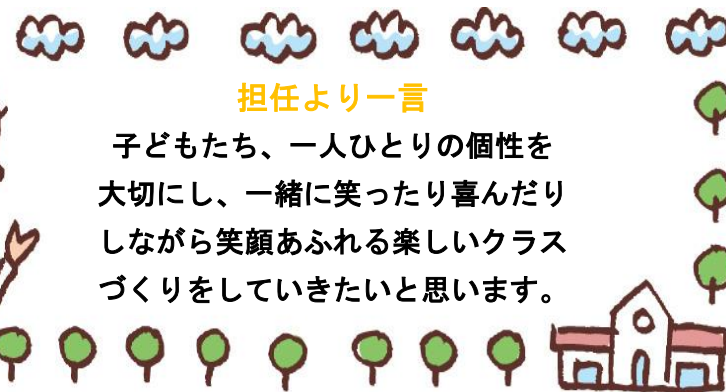 担任より一言
子どもたち、一人ひとりの個性を
大切にし、一緒に笑ったり喜んだり
しながら笑顔あふれる楽しいクラス
づくりをしていきたいと思います。